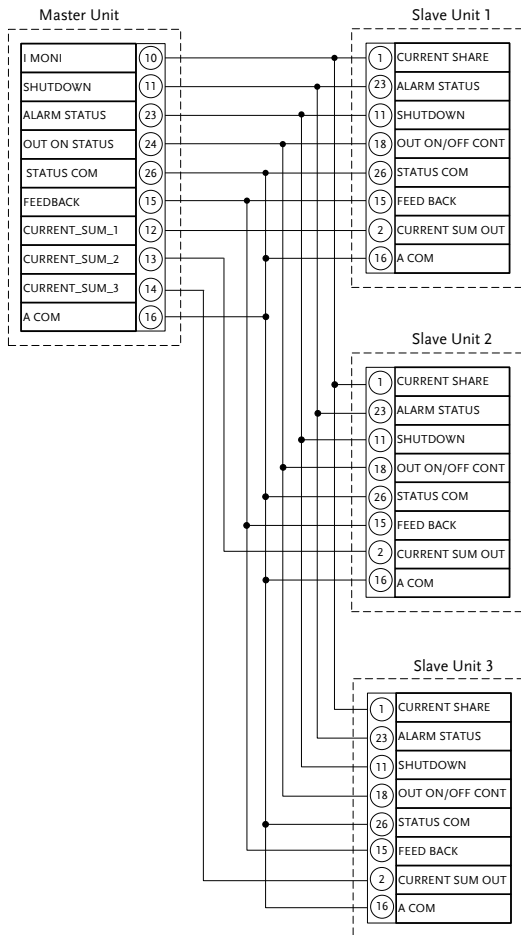 Master Unit
I MONI 10
SHUTDOWN 11
ALARM STATUS 23
OUT ON STATUS 24
STATUS COM 26
FEEDBACK 15
CURRENT_SUM_1 12
CURRENT_SUM_2 13
CURRENT_SUM_3 14
A COM 16
Slave Unit 1
1 CURRENT SHARE
23 ALARM STATUS
11 SHUTDOWN
18 OUT ON/OFF CONT
26 STATUS COM
15 FEED BACK
2 CURRENT SUM OUT
16 A COM
Slave Unit 2
1 CURRENT SHARE
23 ALARM STATUS
11 SHUTDOWN
18 OUT ON/OFF CONT
26 STATUS COM
15 FEED BACK
2 CURRENT SUM OUT
16 A COM
Slave Unit 3
1 CURRENT SHARE
23 ALARM STATUS
11 SHUTDOWN
18 OUT ON/OFF CONT
26 STATUS COM
15 FEED BACK
2 CURRENT SUM OUT
16 A COM